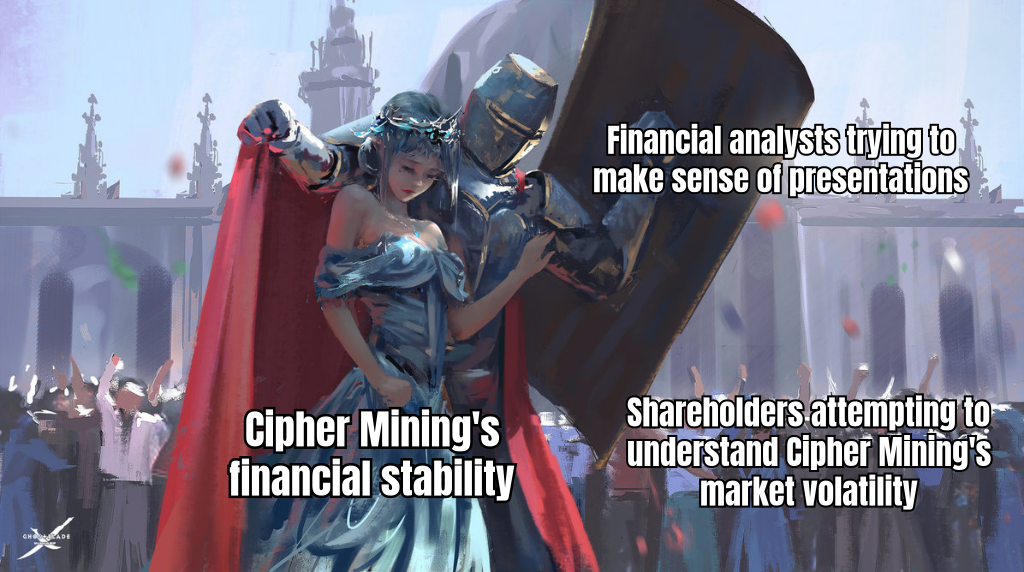 Financial analysts trying to
make sense of presentations
Shareholders attempting to
understand Cipher Mining's
market volatility
Cipher Mining's
financial stability
GHOSTBLADE